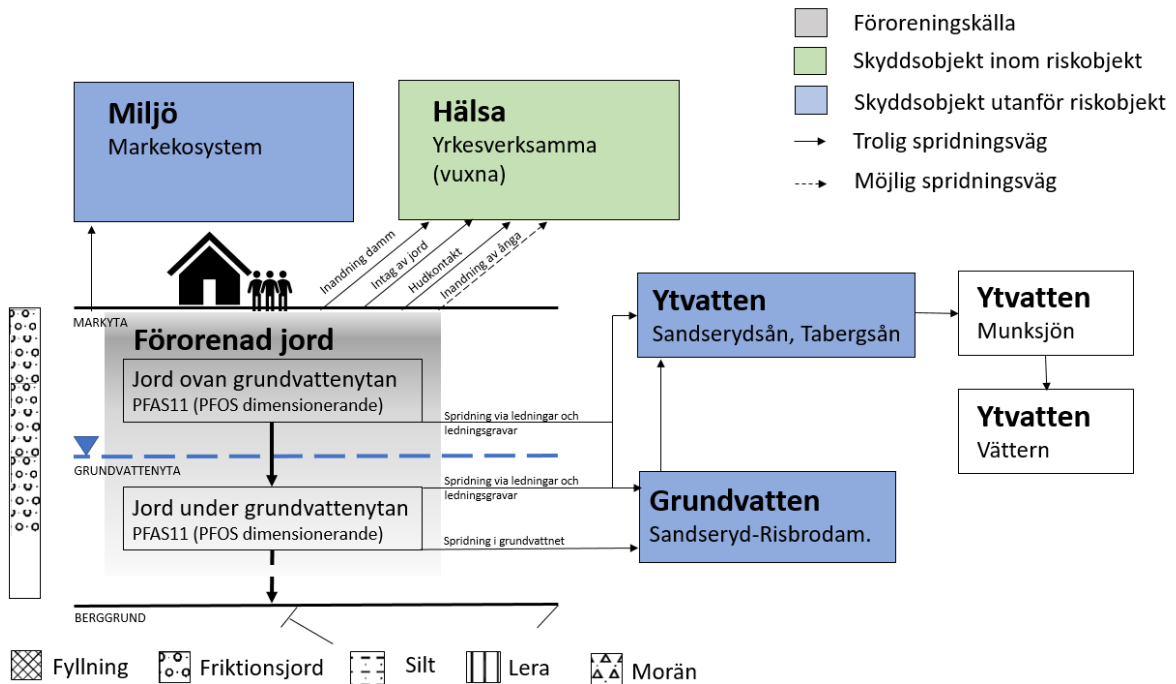 Föroreningskälla
Skyddsobjekt inom riskobjekt
Skyddsobjekt utanför riskobjekt
Trolig spridningsväg
Möjlig spridningsväg
Miljö
Markekosystem
Hälsa
Yrkesverksamma
(vuxna)
Inandning damm
Intag av jord
Hudkontakt
Inandning av ånga
MARKYTA
Förorenad jord
Jord ovan grundvattenytan
PFAS11 (PFOS dimensionerande)
Spridning via ledningar och
ledningsgravar
GRUNDVATTENYTA
Jord under grundvattenytan
PFAS11 (PFOS dimensionerande)
Spridning via ledningar och
ledningsgravar
Spridning i grundvattnet
BERGGRUND
Ytvatten
Sandserydsån, Tabergsån
Grundvatten
Sandseryd-Risbrodam.
Ytvatten
Munksjön
Ytvatten
Vättern
Fyllning
Friktionsjord
Silt
Lera
Morän